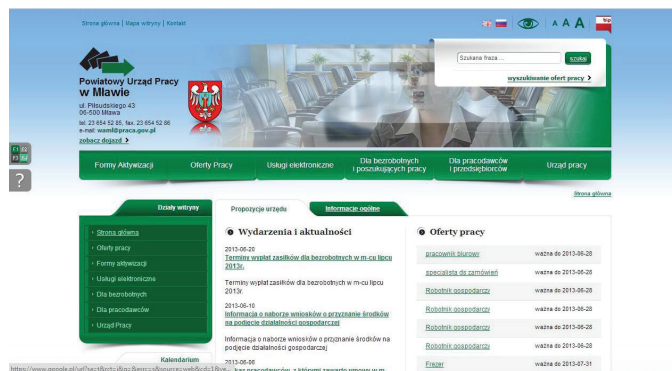 Strona główna | Mapa witryny | Kontakt
A A A
Szukana fraza ...
szukaj
wyszukiwanie ofert pracy
Powiatowy Urząd Pracy
w Mławie
ul. Piłsudskiego 43
06-500 Mława
tel. 23 654 52 85, fax. 23 654 52 86
e-mail: waml@praca.gov.pl
zobacz dojazd
?
Formy Aktywizacji
Oferty Pracy
Usługi elektroniczne
Dla bezrobotnych
i poszukujących pracy
Dla pracodawców
i przedsiębiorców
Urząd pracy
Strona główna
Działy witryny
Strona główna
Oferty pracy
Formy aktywizacji
Usługi elektroniczne
Dla bezrobotnych
Dla pracodawców
Urząd Pracy
Kalendarium
Propozycje urzędu
Informacje ogólne
Wydarzenia i aktualności
2013-06-20
Terminy wypłat zasiłków dla bezrobotnych w m-cu lipcu
2013r.
Terminy wypłat zasiłków dla bezrobotnych w m-cu lipcu
2013r.
2013-06-10
Informacja o naborze wniosków o przyznanie środków
na podjęcie działalności gospodarczej
Informacja o naborze wniosków o przyznanie środków na
podjęcie działalności gospodarczej
2013-06-06
Oferty pracy
pracownik biurowy ważna do 2013-06-28
specjalista ds zamówień ważna do 2013-06-28
Robotnik gospodarczy ważna do 2013-06-28
Robotnik gospodarczy ważna do 2013-06-28
Robotnik gospodarczy ważna do 2013-06-28
Robotnik gospodarczy ważna do 2013-06-28
Frezer ważna do 2013-07-31